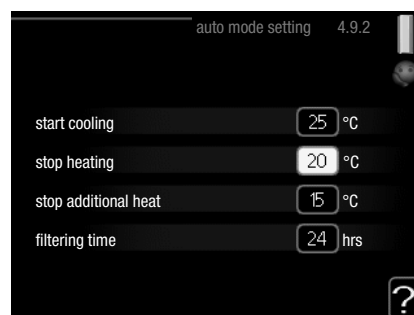 auto mode setting 4.9.2
start cooling 25 °C
stop heating 20 °C
stop additional heat 15 °C
filtering time 24 hrs
?